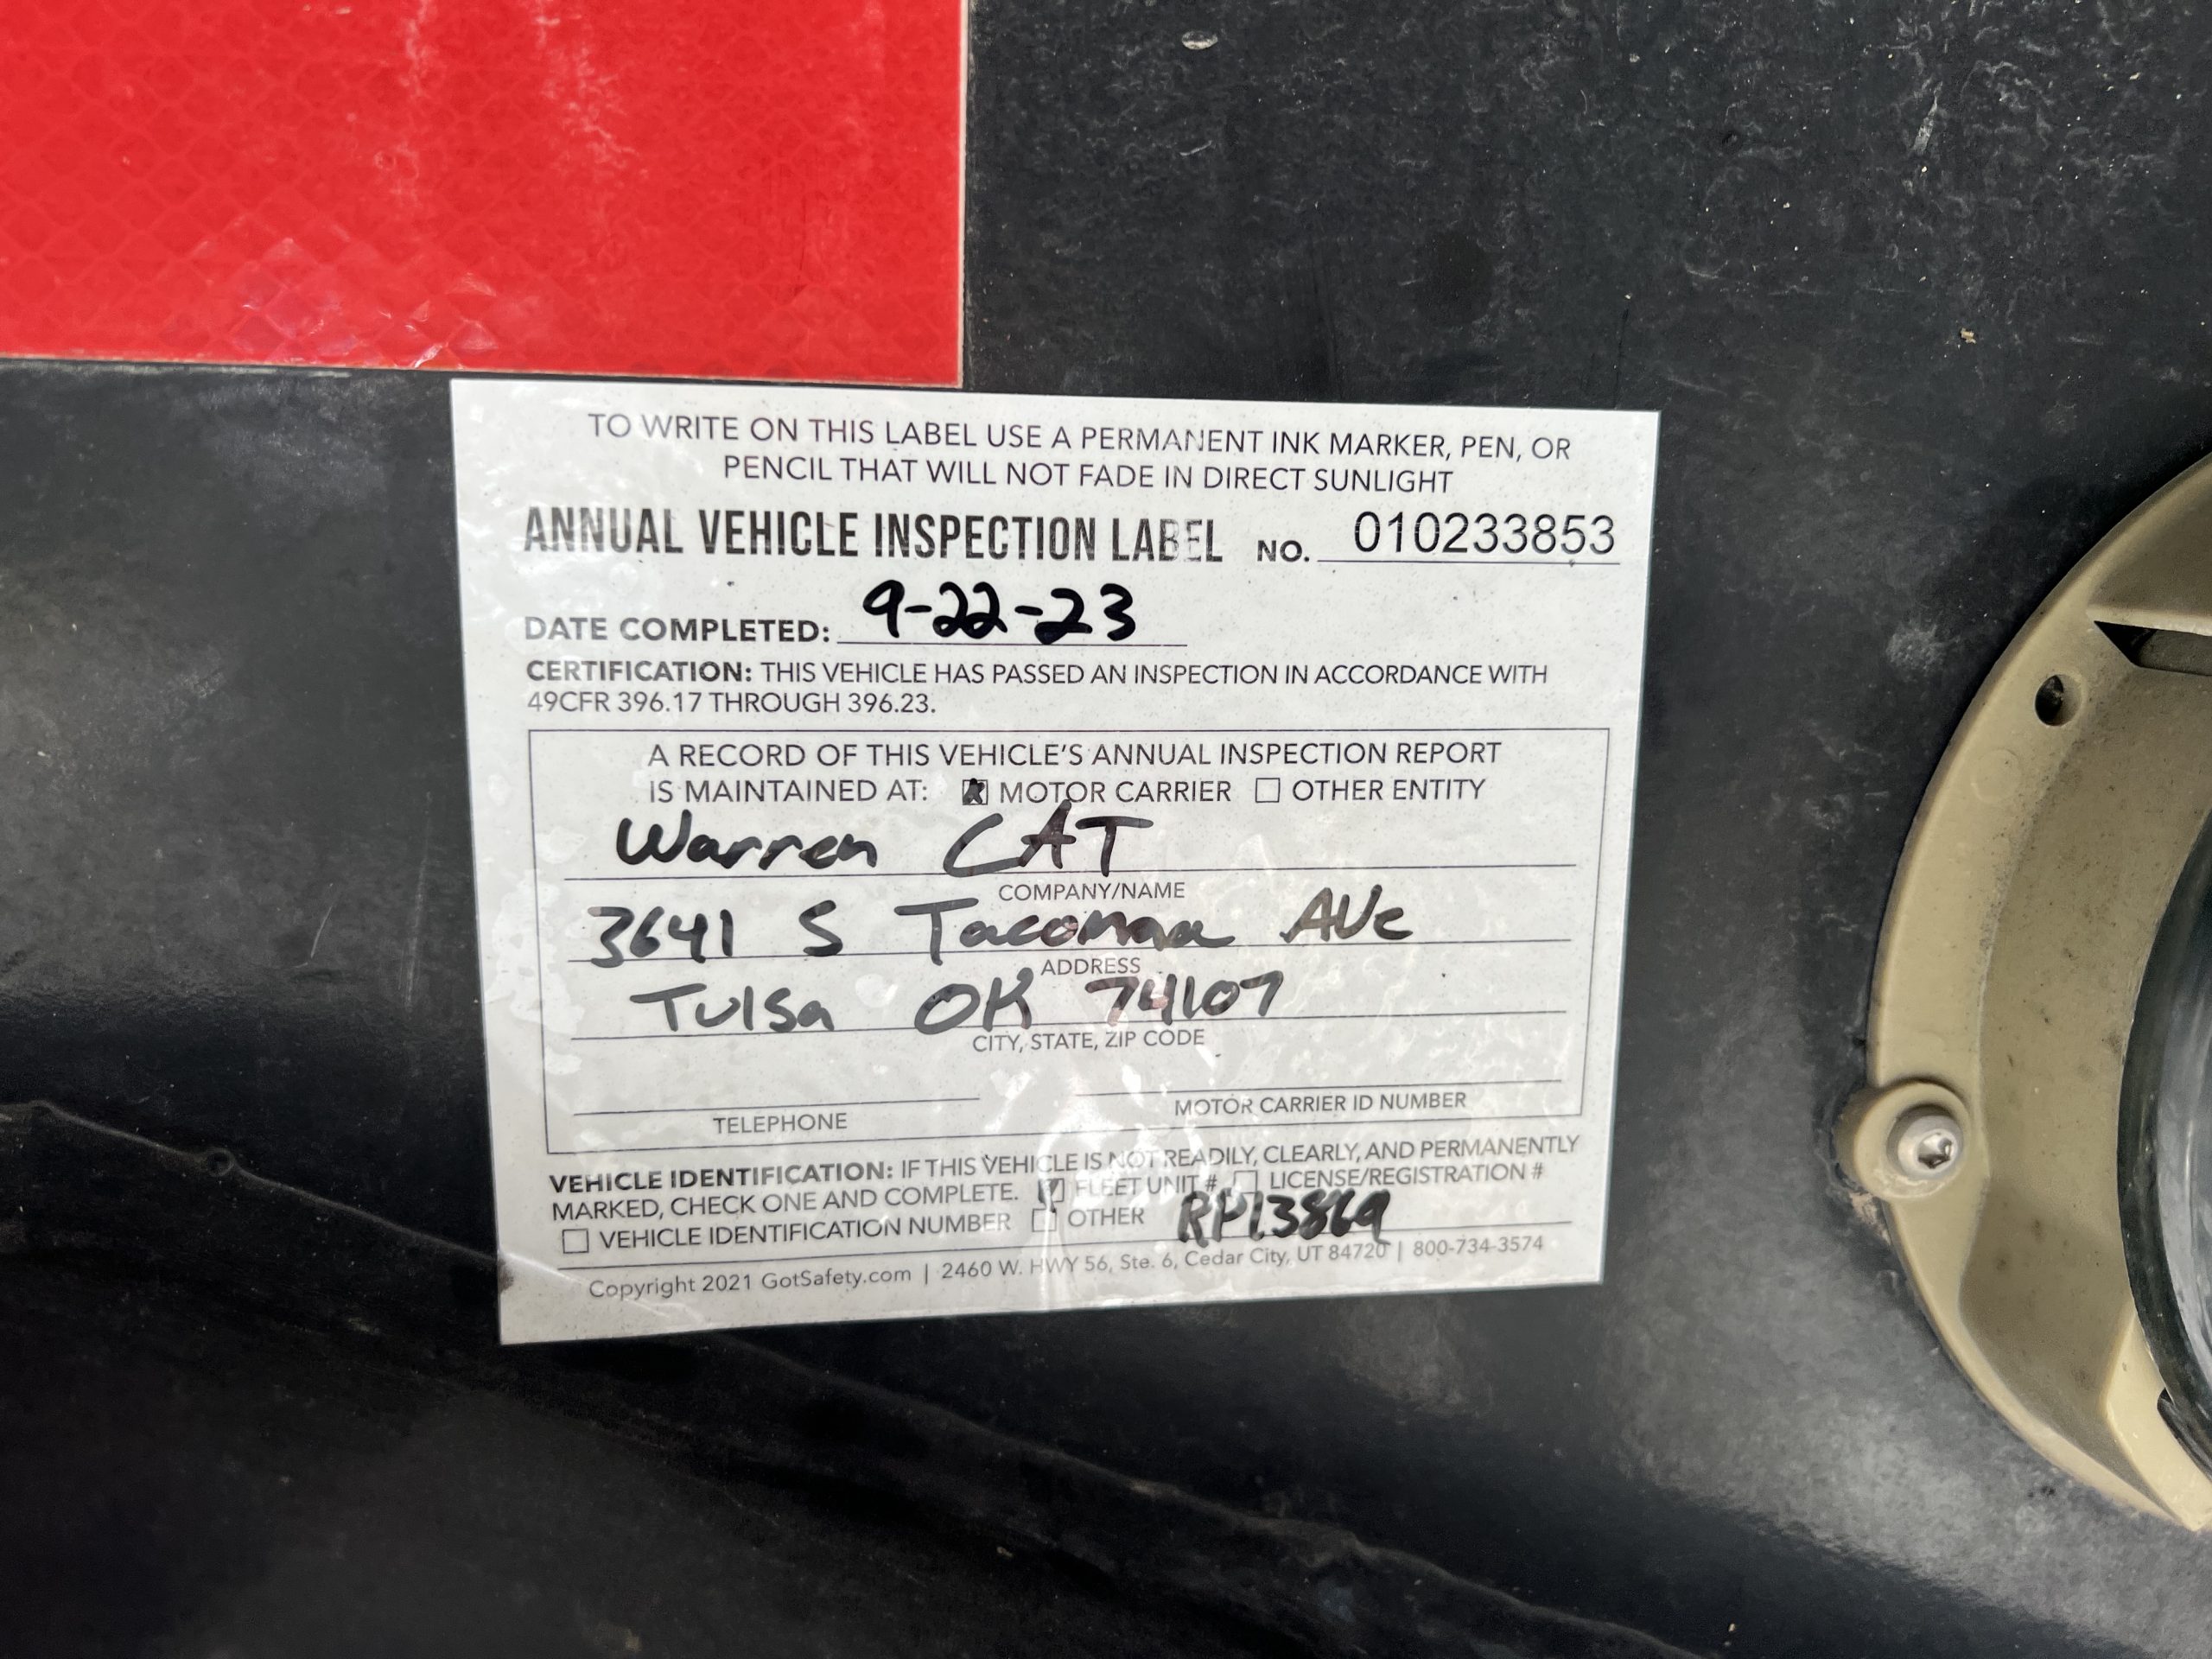 TO WRITE ON THIS LABEL USE A PERMANENT INK MARKER, PEN, OR
PENCIL THAT WILL NOT FADE IN DIRECT SUNLIGHT
ANNUAL VEHICLE INSPECTION LABEL NO. 010233853
DATE COMPLETED: 9-22-23
CERTIFICATION: THIS VEHICLE HAS PASSED AN INSPECTION IN ACCORDANCE WITH
49CFR 396.17 THROUGH 396.23.
A RECORD OF THIS VEHICLE'S ANNUAL INSPECTION REPORT
IS MAINTAINED AT: MOTOR CARRIER OTHER ENTITY
Warren CAT
COMPANY/NAME
3641 S Tacoma AVe
ADDRESS
Tulsa OK 74107
CITY, STATE, ZIP CODE
TELEPHONE MOTOR CARRIER ID NUMBER
VEHICLE IDENTIFICATION: IF THIS VEHICLE IS NOT READILY, CLEARLY, AND PERMANENTLY
MARKED, CHECK ONE AND COMPLETE. FLEET UNIT # LICENSE/REGISTRATION #
VEHICLE IDENTIFICATION NUMBER OTHER
Copyright 2021 GotSafety.com | 2460 W. HWY 56, Ste. 6, Cedar City, UT 84720 | 800-734-3574